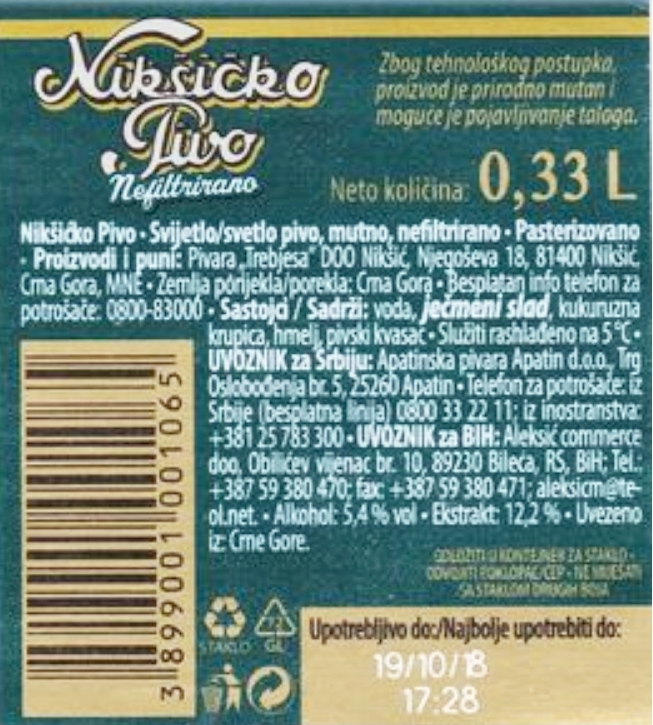 Nikšičko
Pivo
Nefiltrirano
Zbog tehnološkog postupka,
proizvod je prirodno mutan i
moguće je pojavljivanje taloga.
Neto količina: 0,33 L
Nikšičko Pivo • Svijetlo/svetlo pivo, mutno, nefiltrirano • Pasterizovano
• Proizvodi i puni: Pivara „Trebjesa" DOO Nikšić, Njegoševa 18, 81400 Nikšić,
Crna Gora, MNE • Zemlja porijekla/porekla: Crna Gora • Besplatan info telefon za
potrošače: 0800-83000 • Sastojci / Sadrži: voda, ječmeni slad, kukuruzna
krupica, hmelj, pivski kvasac • Služiti rashlađeno na 5°C •
UVOZNIK za Srbiju: Apatinska pivara Apatin d.o.o., Trg
Oslobođenja br. 5, 25260 Apatin • Telefon za potrošače: iz
Srbije (besplatna linija) 0800 33 22 11; iz inostranstva:
+381 25 783 300 • UVOZNIK za BIH: Aleksić commerce
doo, Obilićev vijenac br. 10, 89230 Bileća, RS, BiH; Tel.:
+387 59 380 470; fax: +387 59 380 471; aleksicm@te-
ol.net. • Alkohol: 5,4 % vol • Ekstrakt: 12,2 % • Uvezeno
iz: Crne Gore.
ODLOŽITI U KONTEJNER ZA STAKLO -
ODVOJITI POKLOPAC/ČEP - NE MIJEŠATI
SA STAKLOM DRUGIH BOJA
3 899001 001065
STAKLO GL
Upotrebljivo do:/Najbolje upotrebiti do:
19/10/18
17:28